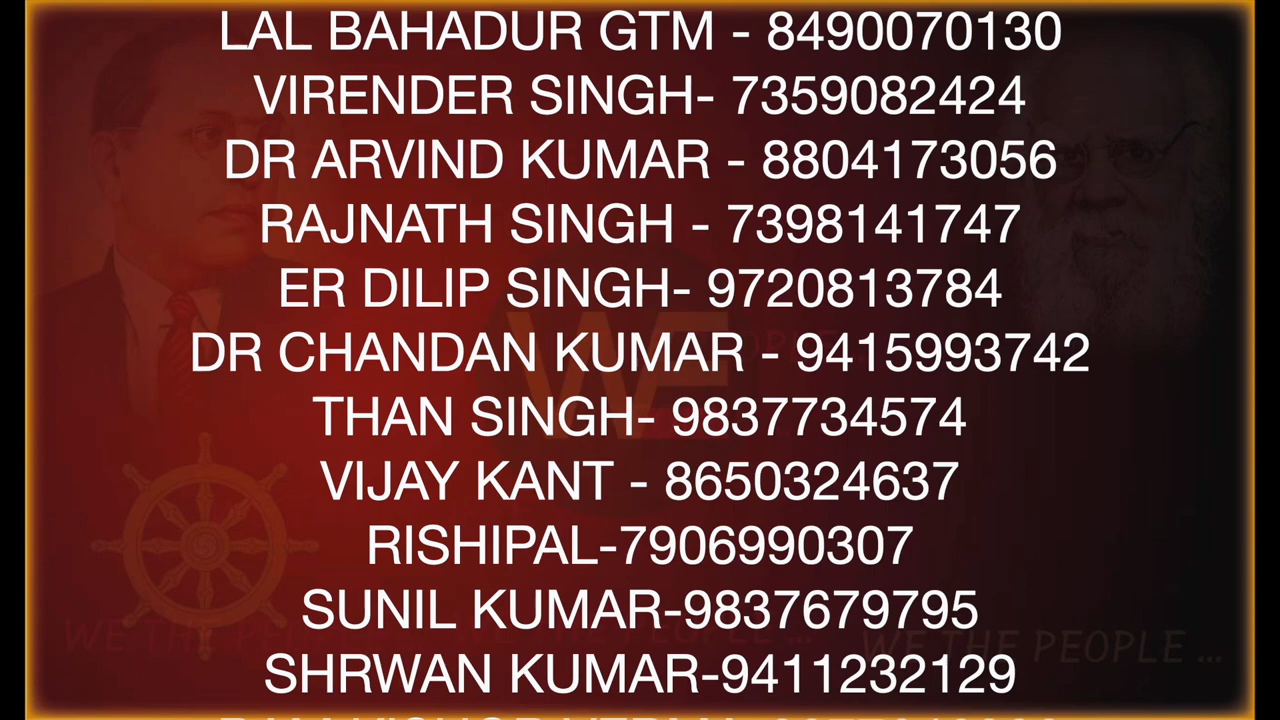 LAL BAHADUR GTM - 8490070130
VIRENDER SINGH- 7359082424
DR ARVIND KUMAR - 8804173056
RAJNATH SINGH - 7398141747
ER DILIP SINGH- 9720813784
DR CHANDAN KUMAR - 9415993742
THAN SINGH- 9837734574
VIJAY KANT - 8650324637
RISHIPAL-7906990307
SUNIL KUMAR-9837679795
WE THE PEOPLE ...
SHRWAN KUMAR-9411232129